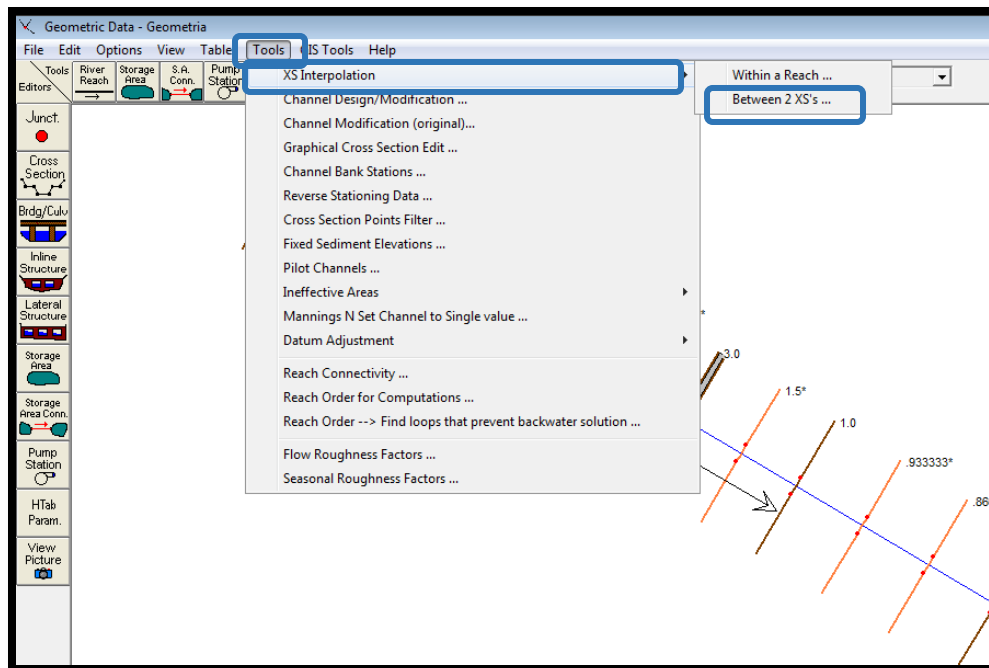 Geometric Data - Geometria
File Edit Options View Table Tools GIS Tools Help
Tools
Editors
River
Reach
Storage
Area
S.A.
Conn.
Pump
Station
XS Interpolation
Channel Design/Modification ...
Channel Modification (original)...
Graphical Cross Section Edit ...
Channel Bank Stations ...
Reverse Stationing Data ...
Cross Section Points Filter ...
Fixed Sediment Elevations ...
Pilot Channels ...
Ineffective Areas
Mannings N Set Channel to Single value ...
Datum Adjustment
Reach Connectivity ...
Reach Order for Computations ...
Reach Order --> Find loops that prevent backwater solution ...
Flow Roughness Factors ...
Seasonal Roughness Factors ...
Within a Reach ...
Between 2 XS's ...
Junct.
Cross
Section
Brdg/Culv
Inline
Structure
Lateral
Structure
Storage
Area
Storage
Area Conn.
Pump
Station
HTab
Param.
View
Picture
*
3.0
1.5*
1.0
.933333*
.86